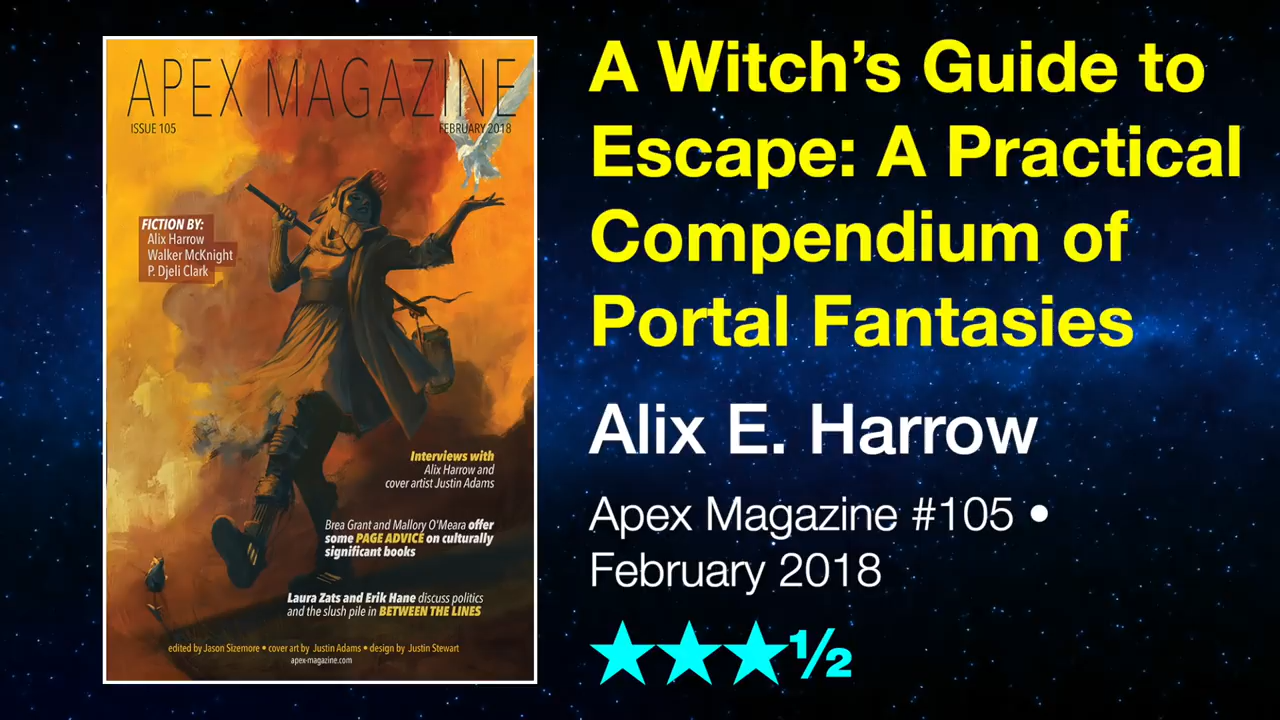 APEX MAGAZINE
ISSUE 105
FEBRUARY 2018
FICTION BY:
Alix Harrow
Walker McKnight
P. Djeli Clark
Interviews with
Alix Harrow and
cover artist Justin Adams
Brea Grant and Mallory O'Meara offer
some PAGE ADVICE on culturally
significant books
Laura Zats and Erik Hane discuss politics
and the slush pile in BETWEEN THE LINES
edited by Jason Sizemore • cover art by Justin Adams • design by Justin Stewart
apex-magazine.com
A Witch’s Guide to
Escape: A Practical
Compendium of
Portal Fantasies
Alix E. Harrow
Apex Magazine #105 •
February 2018
★★★½